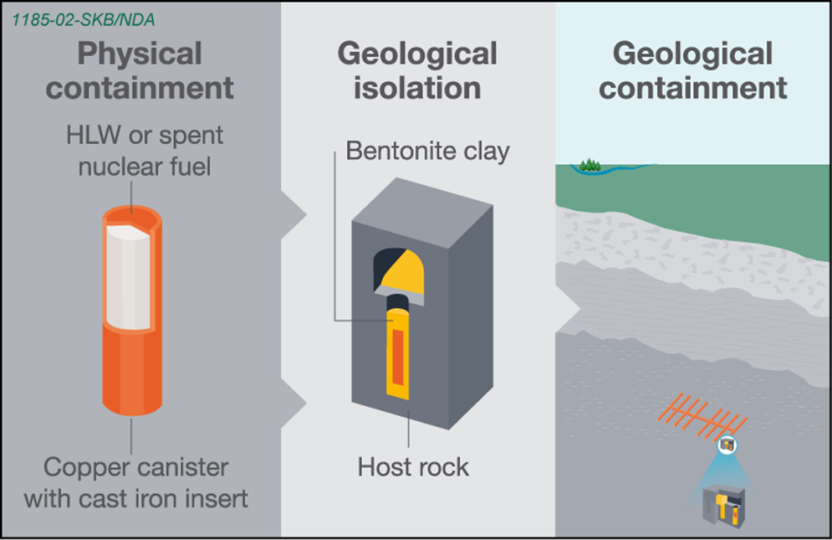 1185-02-SKB/NDA
Physical
containment
HLW or spent
nuclear fuel
Copper canister
with cast iron insert
Geological
isolation
Bentonite clay
Host rock
Geological
containment